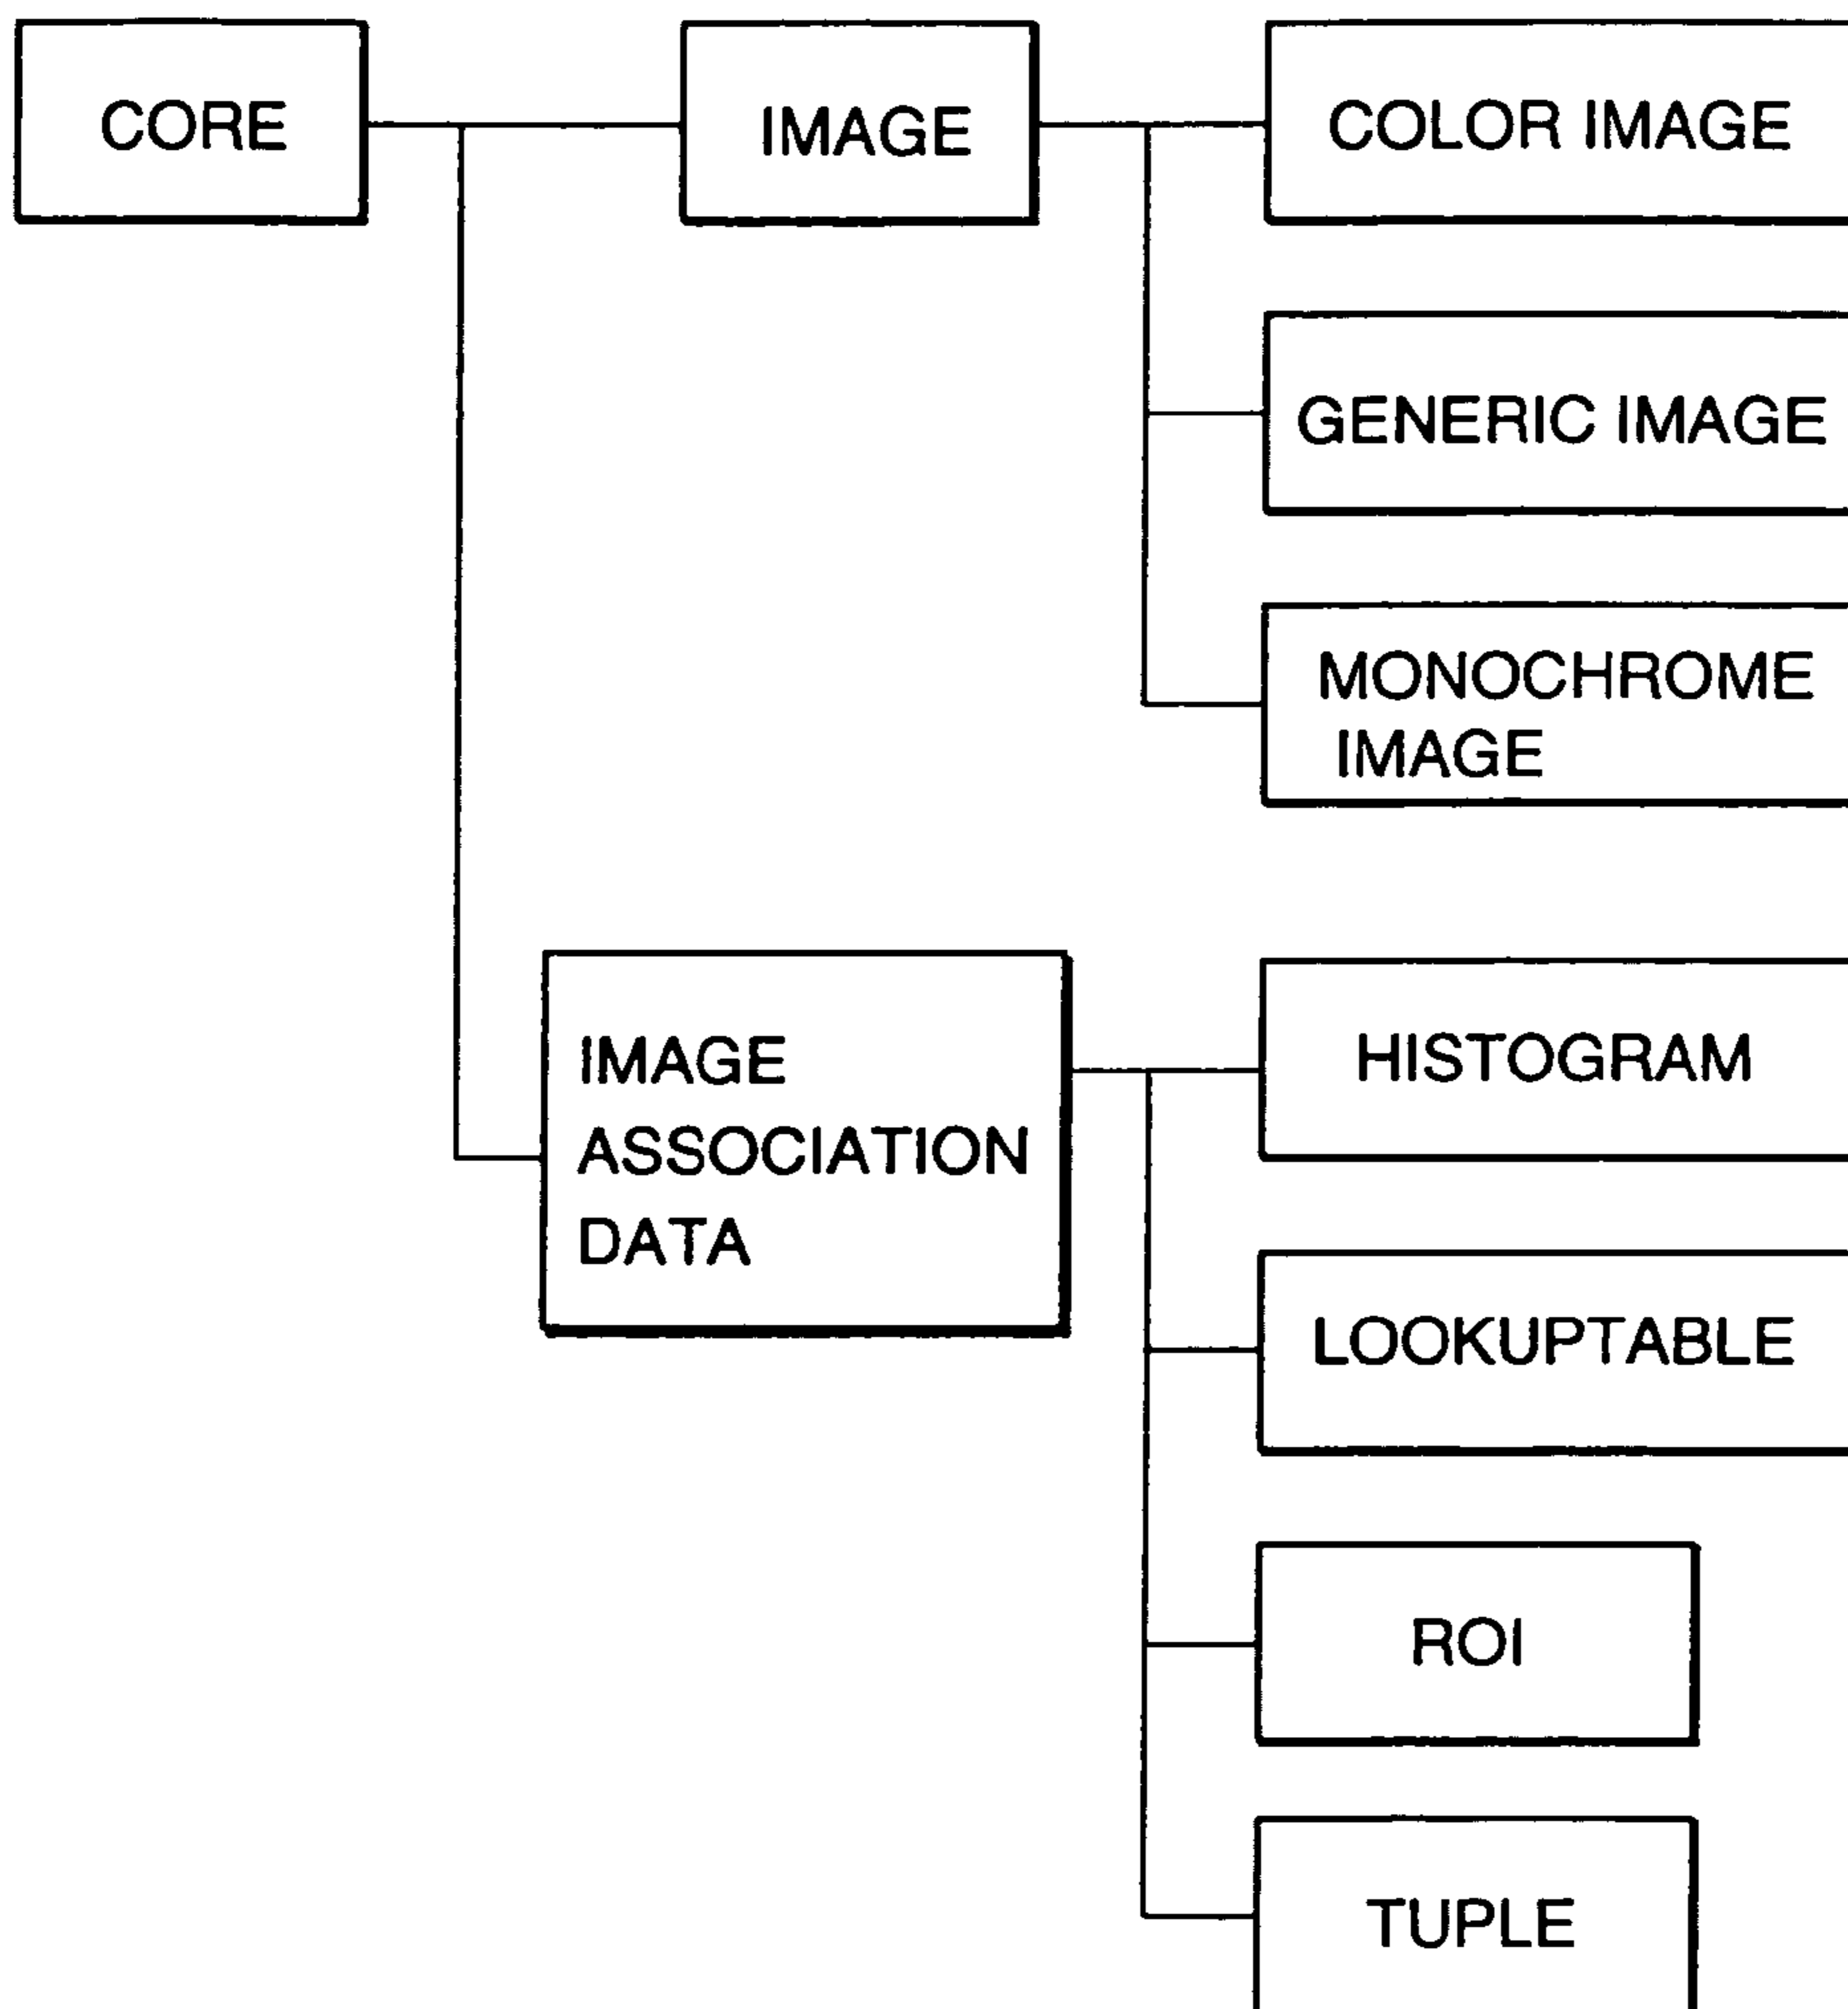 CORE
IMAGE
COLOR IMAGE
GENERIC IMAGE
MONOCHROME
IMAGE
IMAGE
ASSOCIATION
DATA
HISTOGRAM
LOOKUPTABLE
ROI
TUPLE